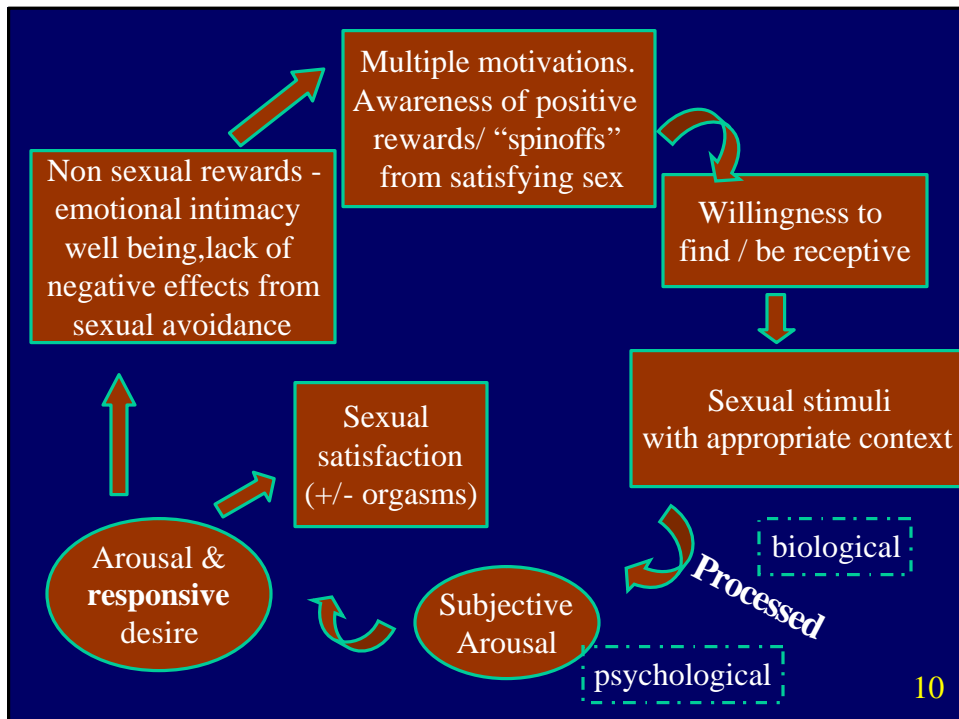 Multiple motivations.
Awareness of positive
rewards/ “spinoffs”
from satisfying sex
Non sexual rewards -
emotional intimacy
well being,lack of
negative effects from
sexual avoidance
Willingness to
find / be receptive
Sexual stimuli
with appropriate context
Sexual
satisfaction
(+/- orgasms)
biological
Processed
Arousal &
responsive
desire
Subjective
Arousal
psychological
10